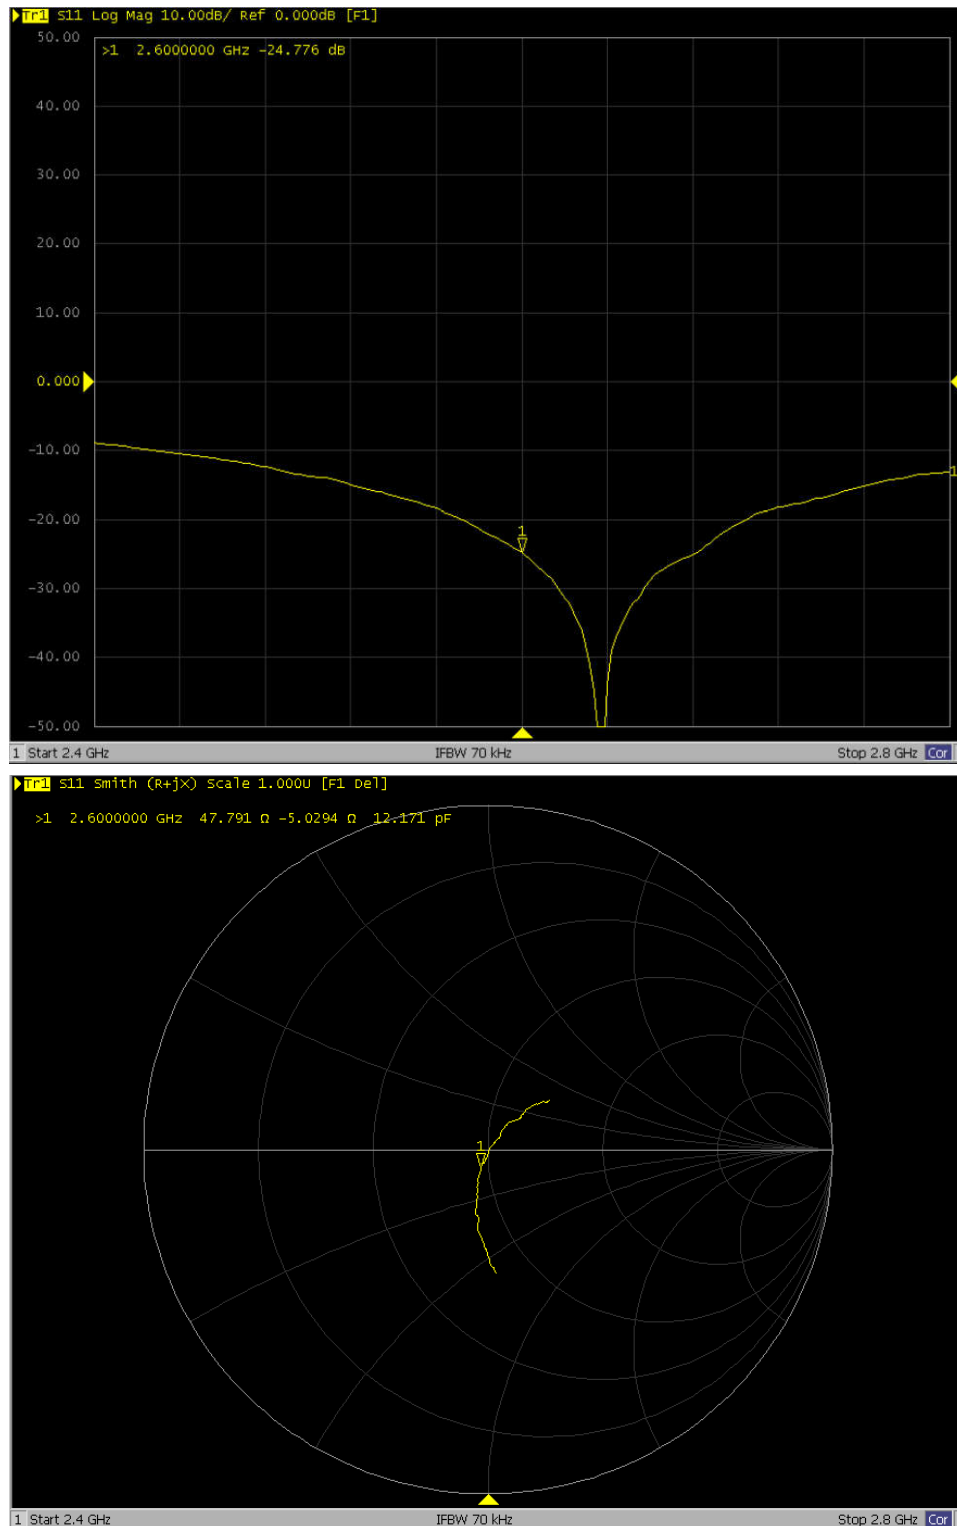 Tr1 S11 Log Mag 10.00dB/ Ref 0.000dB [F1]
50.00
>1 2.6000000 GHz -24.776 dB
40.00
30.00
20.00
10.00
0.000
-10.00
1
-20.00
1
-30.00
-40.00
-50.00
1 Start 2.4 GHz IFBW 70 kHz Stop 2.8 GHz Cor
Tr1 S11 Smith (R+jX) Scale 1.000U [F1 Del]
>1 2.6000000 GHz 47.791 Ω -5.0294 Ω 12.171 pF
1
1 Start 2.4 GHz IFBW 70 kHz Stop 2.8 GHz Cor